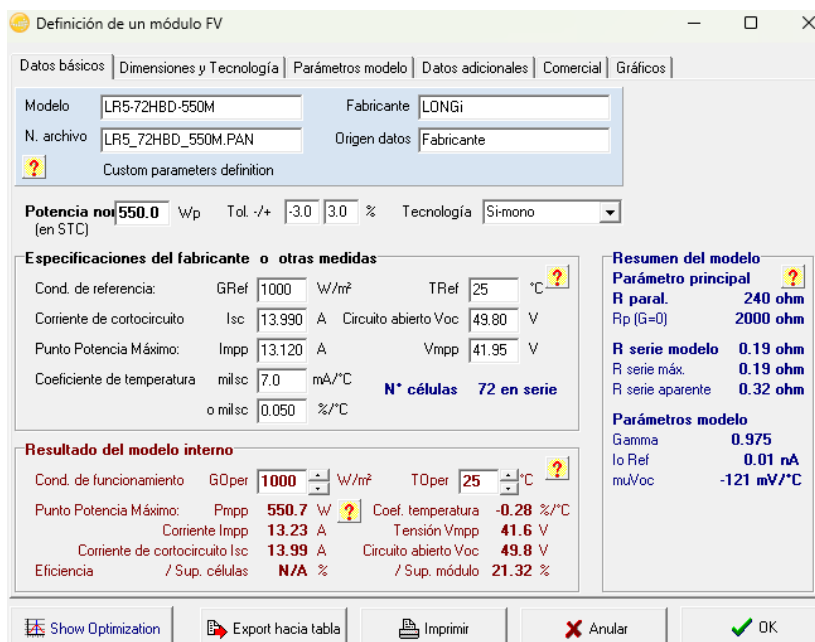 Definición de un módulo FV
Datos básicos Dimensiones y Tecnología Parámetros modelo Datos adicionales Comercial Gráficos
Modelo LR5-72HBD-550M Fabricante LONGi
N. archivo LR5_72HBD_550M.PAN Origen datos Fabricante
? Custom parameters definition
Potencia nor 550.0 Wp Tol. -/+ -3.0 3.0 % Tecnología Si-mono
(en STC)
Especificaciones del fabricante o otras medidas ?
Cond. de referencia: GRef 1000 W/m² TRef 25 °C
Corriente de cortocircuito Isc 13.990 A Circuito abierto Voc 49.80 V
Punto Potencia Máximo: Impp 13.120 A Vmpp 41.95 V
Coeficiente de temperatura miIsc 7.0 mA/°C N° células 72 en serie
o miIsc 0.050 %/°C
Resultado del modelo interno ?
Cond. de funcionamiento GOper 1000 W/m² TOper 25 °C
Punto Potencia Máximo: Pmpp 550.7 W ? Coef. temperatura -0.28 %/°C
Corriente Impp 13.23 A Tensión Vmpp 41.6 V
Corriente de cortocircuito Isc 13.99 A Circuito abierto Voc 49.8 V
Eficiencia / Sup. células N/A % / Sup. módulo 21.32 %
Resumen del modelo
Parámetro principal ?
R paral. 240 ohm
Rp (G=0) 2000 ohm
R serie modelo 0.19 ohm
R serie máx. 0.19 ohm
R serie aparente 0.32 ohm
Parámetros modelo
Gamma 0.975
Io Ref 0.01 nA
muVoc -121 mV/°C
Show Optimization Export hacia tabla Imprimir Anular OK